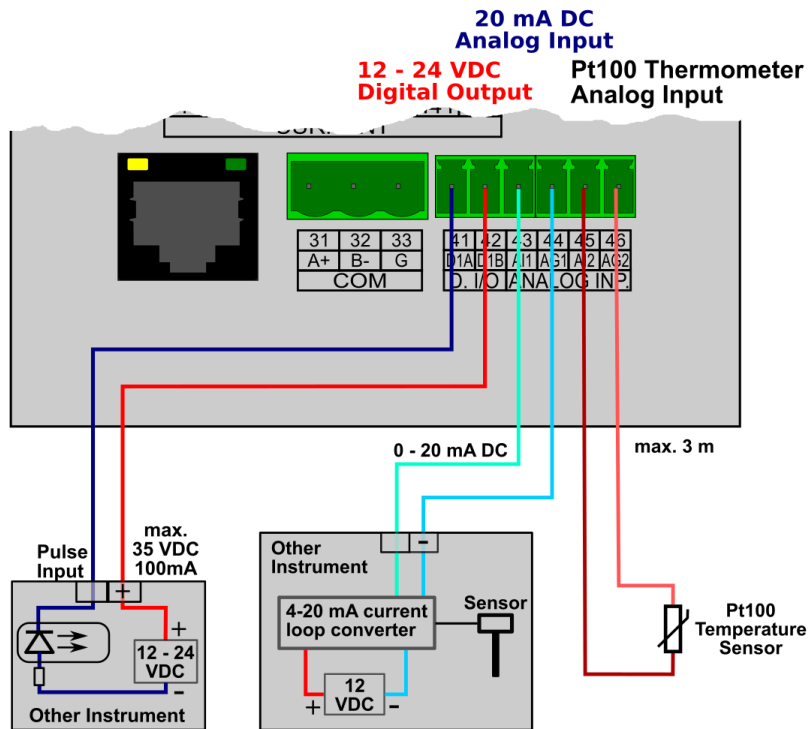 20 mA DC
Analog Input
12 - 24 VDC
Digital Output
Pt100 Thermometer
Analog Input
31 32 33
A+ B- G
COM
41 42 43 44 45 46
D1A D1B AI1 AG1 AI2 AG2
D. I/O ANALOG INP.
0 - 20 mA DC
max. 3 m
max.
35 VDC
100mA
Pulse
Input
+
+
12 - 24
VDC
-
Other Instrument
-
Other
Instrument
4-20 mA current
loop converter
Sensor
12
VDC
+ -
Pt100
Temperature
Sensor